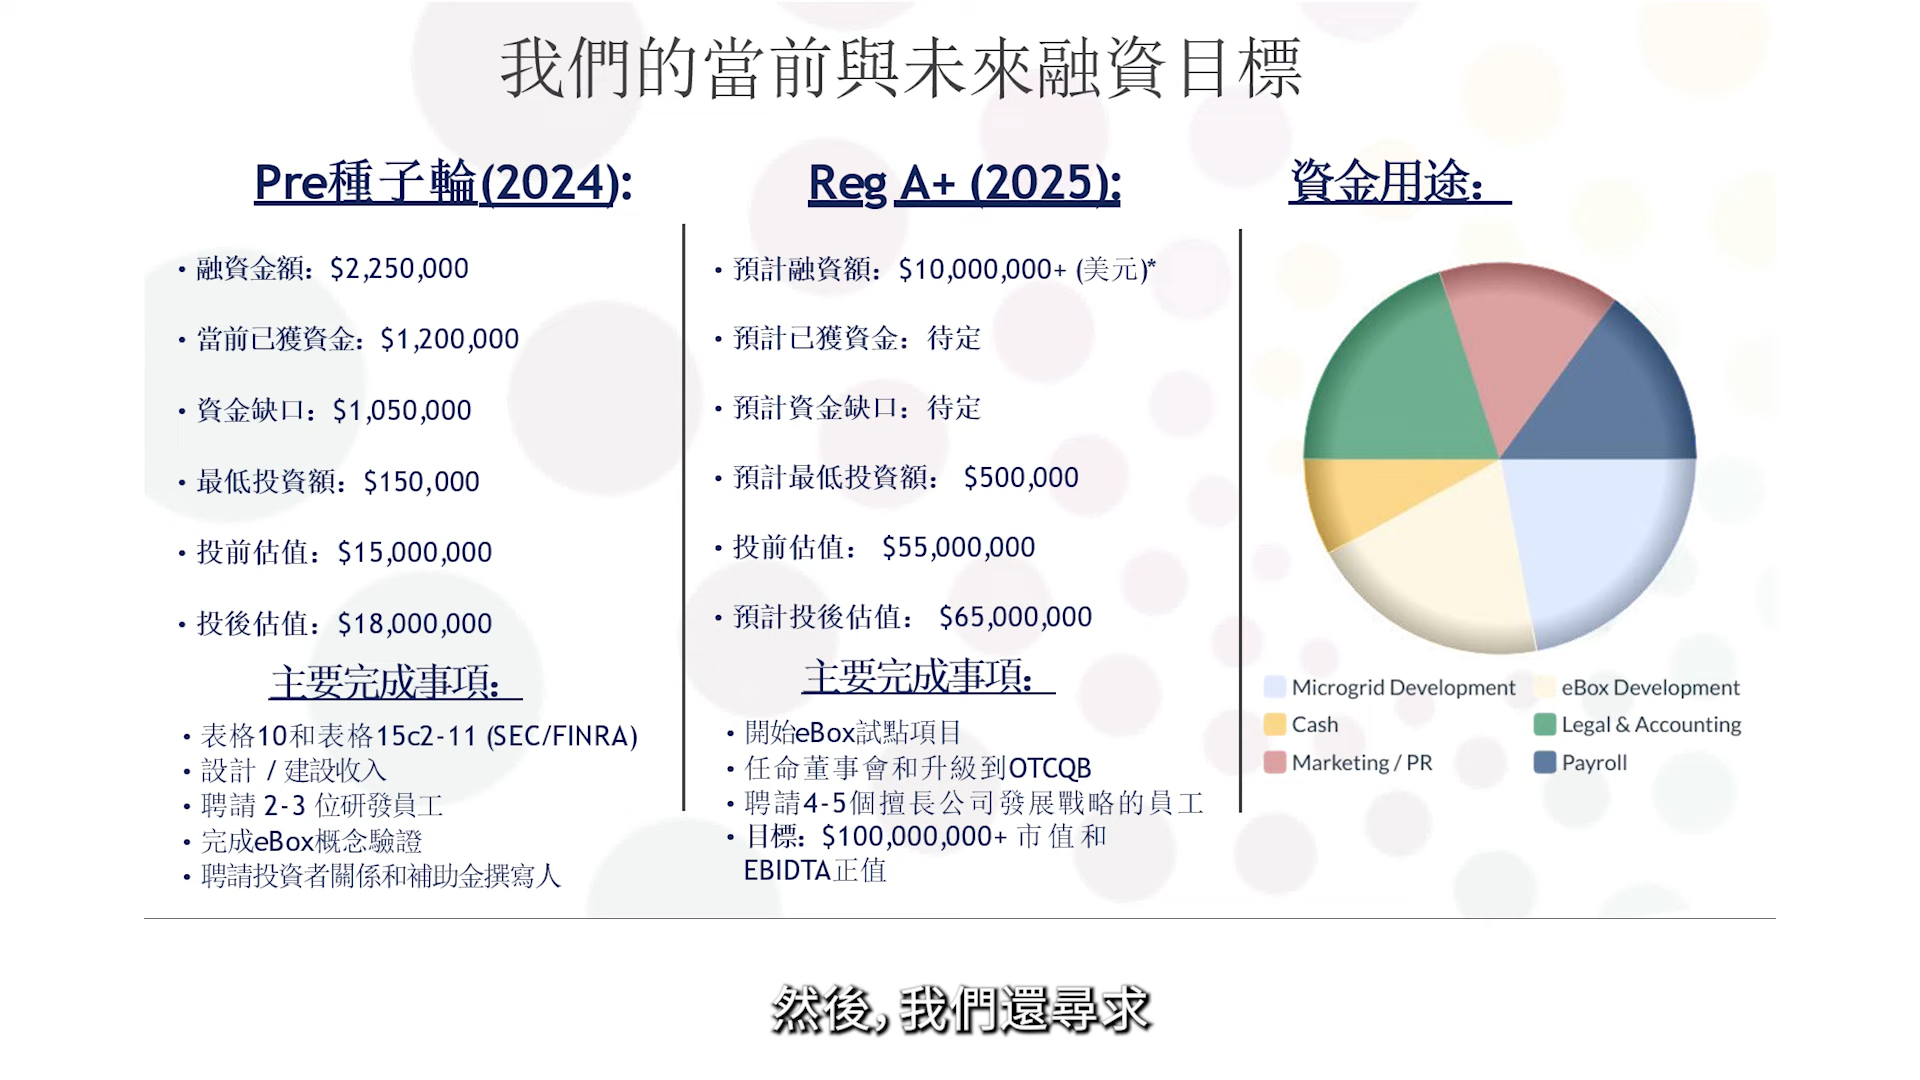 我們的當前與未來融資目標
Pre種子輪(2024):
• 融資金額：$2,250,000
• 當前已獲資金：$1,200,000
• 資金缺口：$1,050,000
• 最低投資額：$150,000
• 投前估值：$15,000,000
• 投後估值：$18,000,000
主要完成事項：
• 表格10和表格15c2-11 (SEC/FINRA)
• 設計 / 建設收入
• 聘請 2-3 位研發員工
• 完成eBox概念驗證
• 聘請投資者關係和補助金撰寫人
Reg A+ (2025):
• 預計融資額：$10,000,000+ (美元)*
• 預計已獲資金：待定
• 預計資金缺口：待定
• 預計最低投資額： $500,000
• 投前估值： $55,000,000
• 預計投後估值： $65,000,000
主要完成事項：
• 開始eBox試點項目
• 任命董事會和升級到OTCQB
• 聘請4-5個擅長公司發展戰略的員工
• 目標：$100,000,000+ 市值和
EBIDTA正值
資金用途：
Microgrid Development
eBox Development
Cash
Legal & Accounting
Marketing / PR
Payroll
然後，我們還尋求